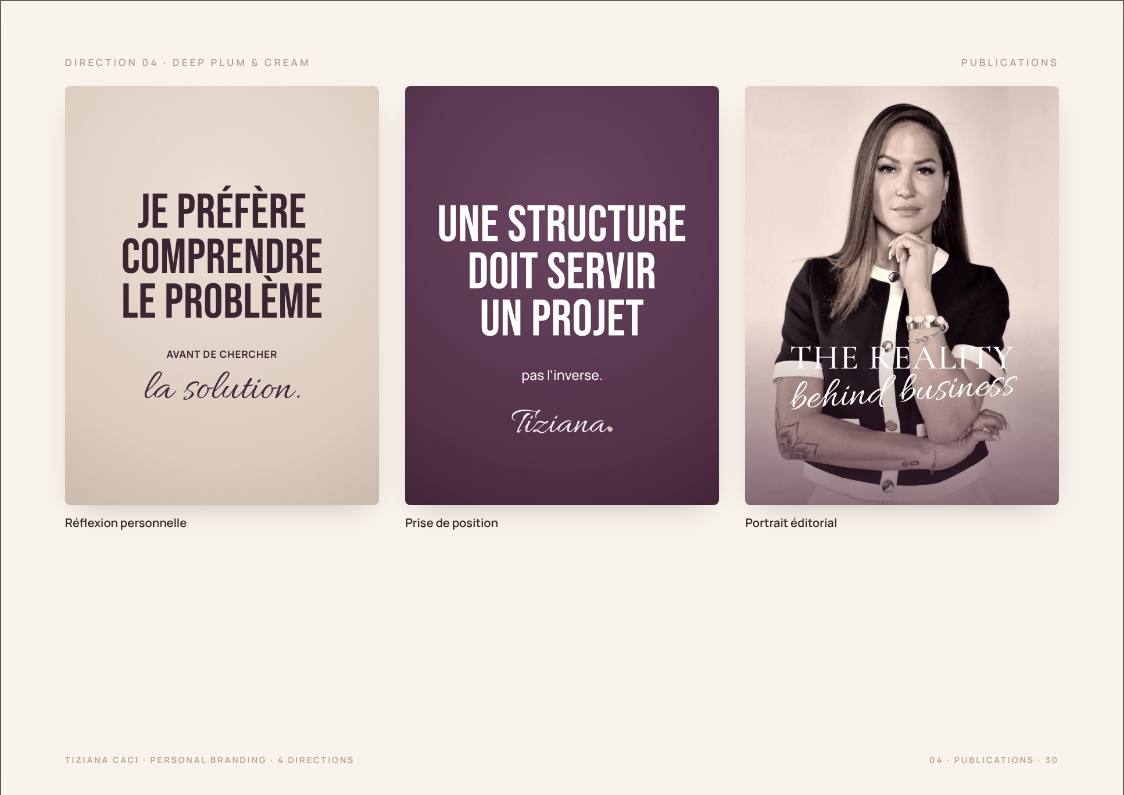 DIRECTION 04 · DEEP PLUM & CREAM
PUBLICATIONS
JE PRÉFÈRE
COMPRENDRE
LE PROBLÈME
AVANT DE CHERCHER
la solution.
Réflexion personnelle
UNE STRUCTURE
DOIT SERVIR
UN PROJET
pas l'inverse.
Tiziana.
Prise de position
THE REALITY
behind business
Portrait éditorial
TIZIANA CACI · PERSONAL BRANDING · 4 DIRECTIONS
04 · PUBLICATIONS · 30